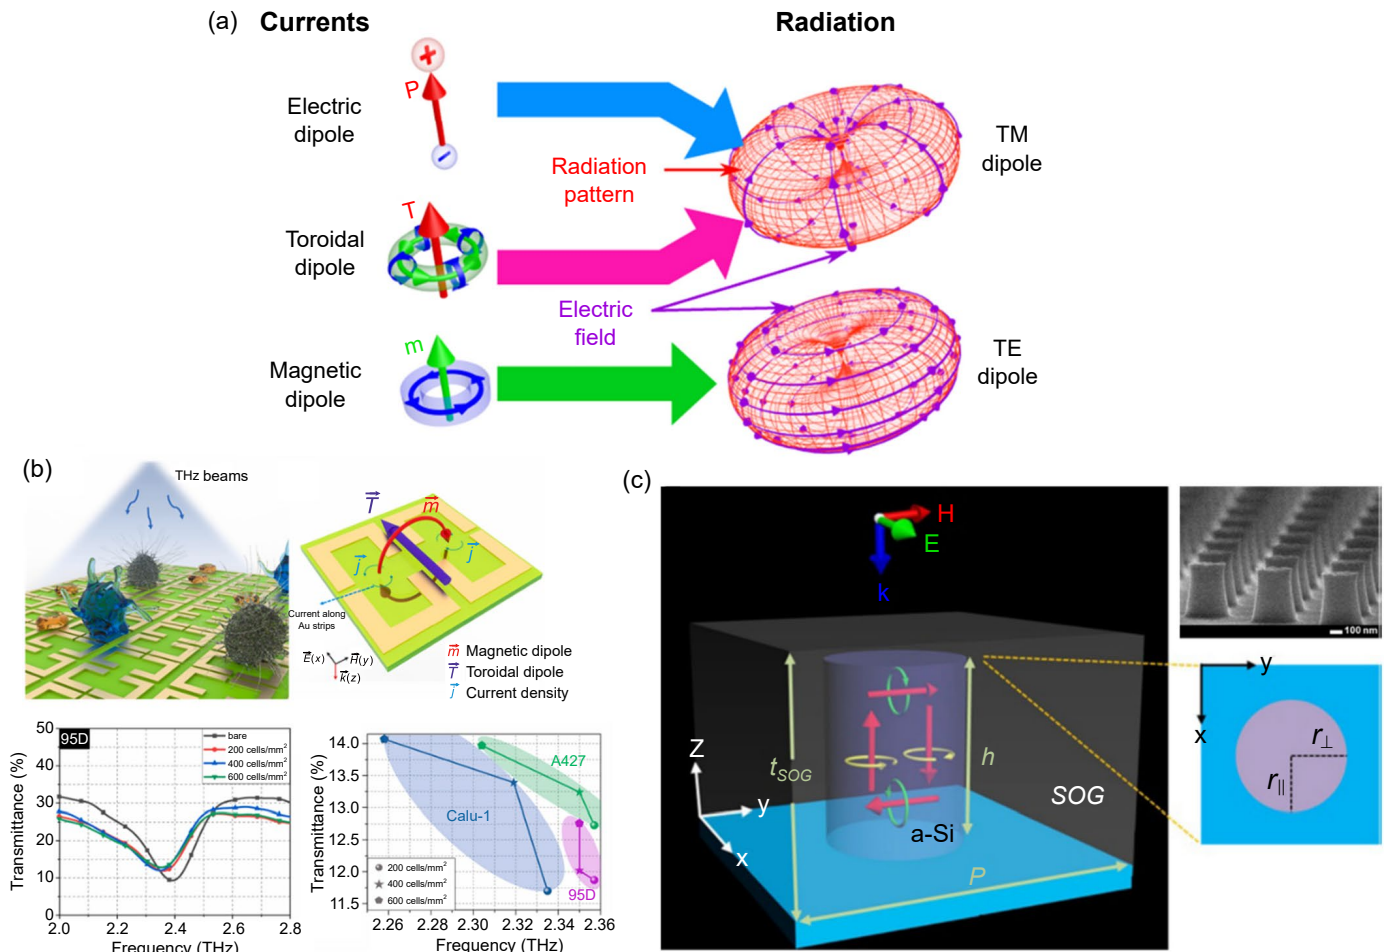 (a) Currents
Radiation
Electric
dipole
P
Radiation
pattern
TM
dipole
Toroidal
dipole
T
Electric
field
Magnetic
dipole
m
TE
dipole
(b)
THz beams
T
m
j
j
Current along
Au strips
E(x)
H(y)
k(z)
m Magnetic dipole
T Toroidal dipole
j Current density
95D
bare
200 cells/mm²
400 cells/mm²
600 cells/mm²
Transmittance (%)
50
40
30
20
10
0
2.0 2.2 2.4 2.6 2.8
Frequency (THz)
Transmittance (%)
14.0
13.5
13.0
12.5
12.0
11.5
A427
Calu-1
95D
200 cells/mm²
400 cells/mm²
600 cells/mm²
2.26 2.28 2.30 2.32 2.34 2.36
Frequency (THz)
(c)
H
E
k
Z
y
x
t_SOG
h
SOG
a-Si
P
100 nm
y
x
r⊥
r||